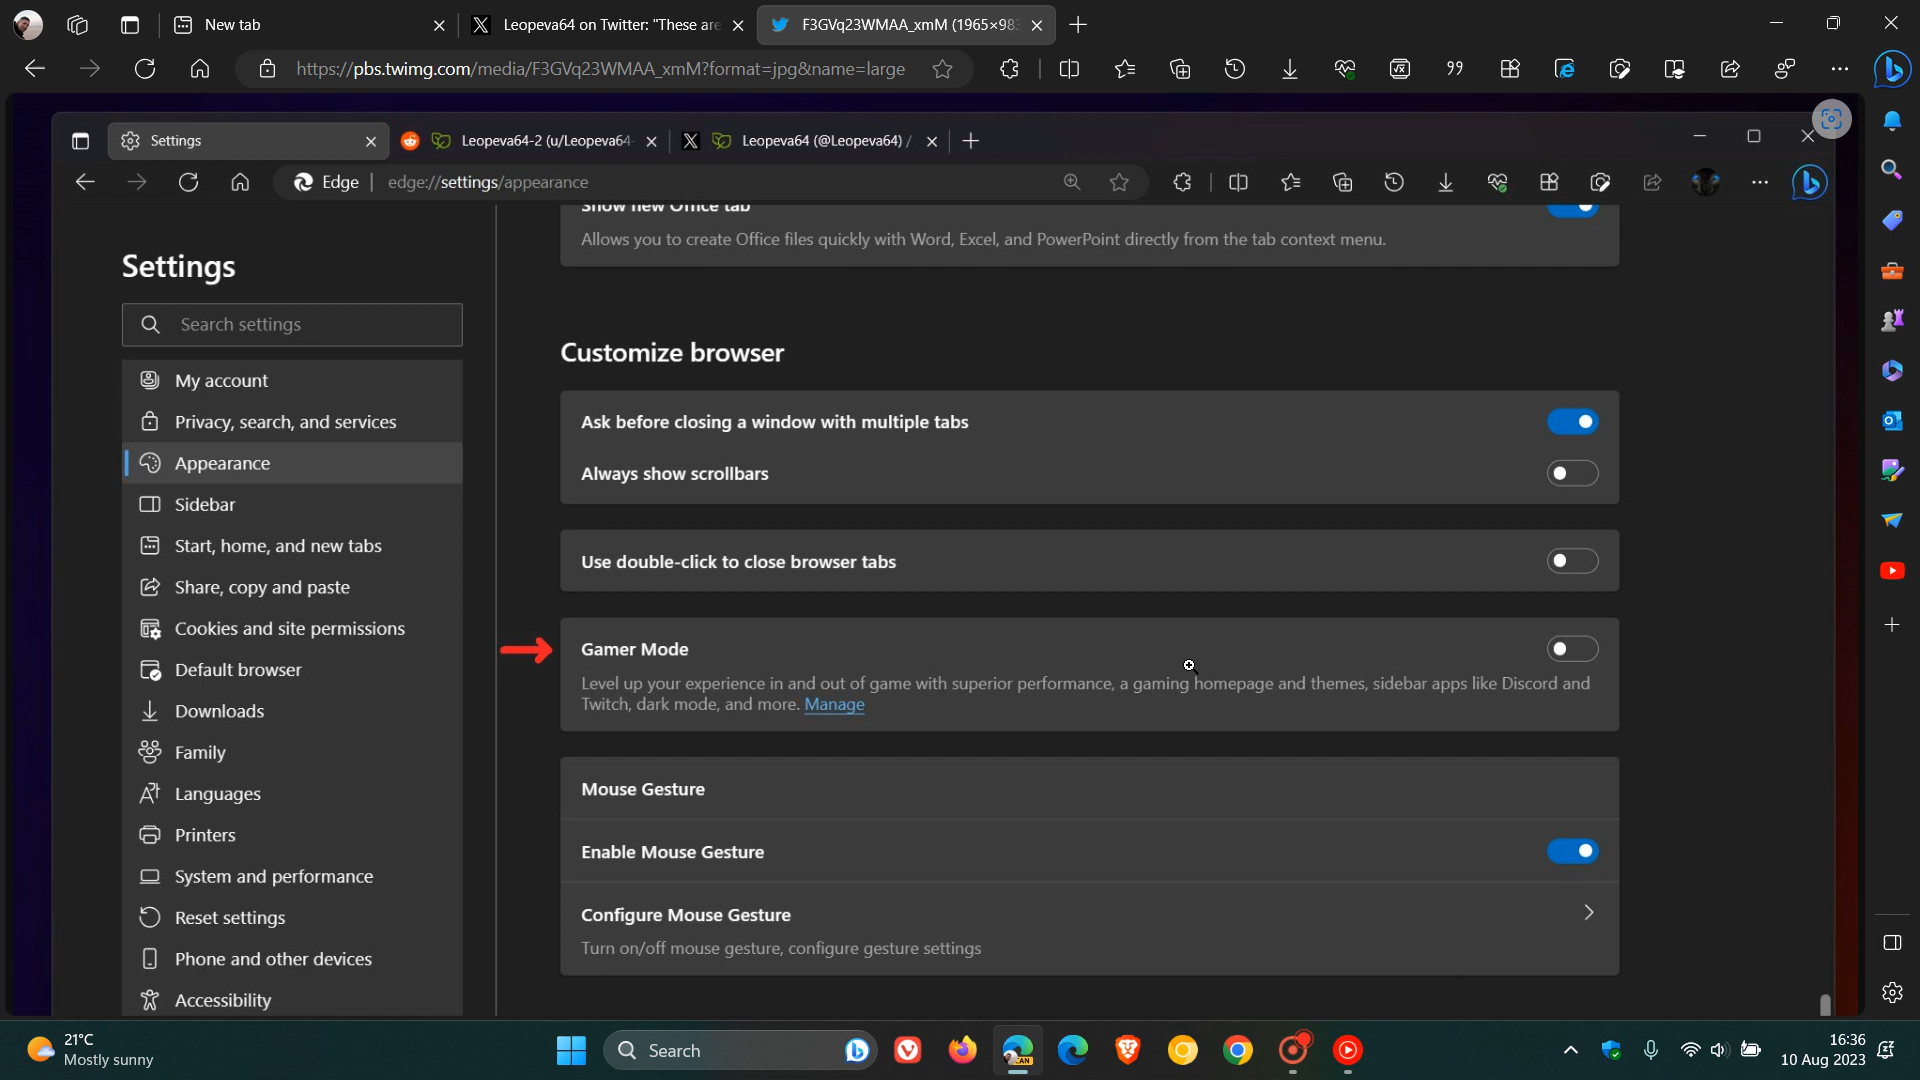 New tab
Leopeva64 on Twitter: "These are
F3GVq23WMAA_xmM (1965×98
https://pbs.twimg.com/media/F3GVq23WMAA_xmM?format=jpg&name=large
Settings
Leopeva64-2 (u/Leopeva64-
Leopeva64 (@Leopeva64) /
Edge
edge://settings/appearance
Show new Office tab
Allows you to create Office files quickly with Word, Excel, and PowerPoint directly from the tab context menu.
Settings
Search settings
My account
Privacy, search, and services
Appearance
Sidebar
Start, home, and new tabs
Share, copy and paste
Cookies and site permissions
Default browser
Downloads
Family
Languages
Printers
System and performance
Reset settings
Phone and other devices
Accessibility
Customize browser
Ask before closing a window with multiple tabs
Always show scrollbars
Use double-click to close browser tabs
Gamer Mode
Level up your experience in and out of game with superior performance, a gaming homepage and themes, sidebar apps like Discord and
Twitch, dark mode, and more. Manage
Mouse Gesture
Enable Mouse Gesture
Configure Mouse Gesture
Turn on/off mouse gesture, configure gesture settings
21°C
Mostly sunny
Search
CAN
16:36
10 Aug 2023